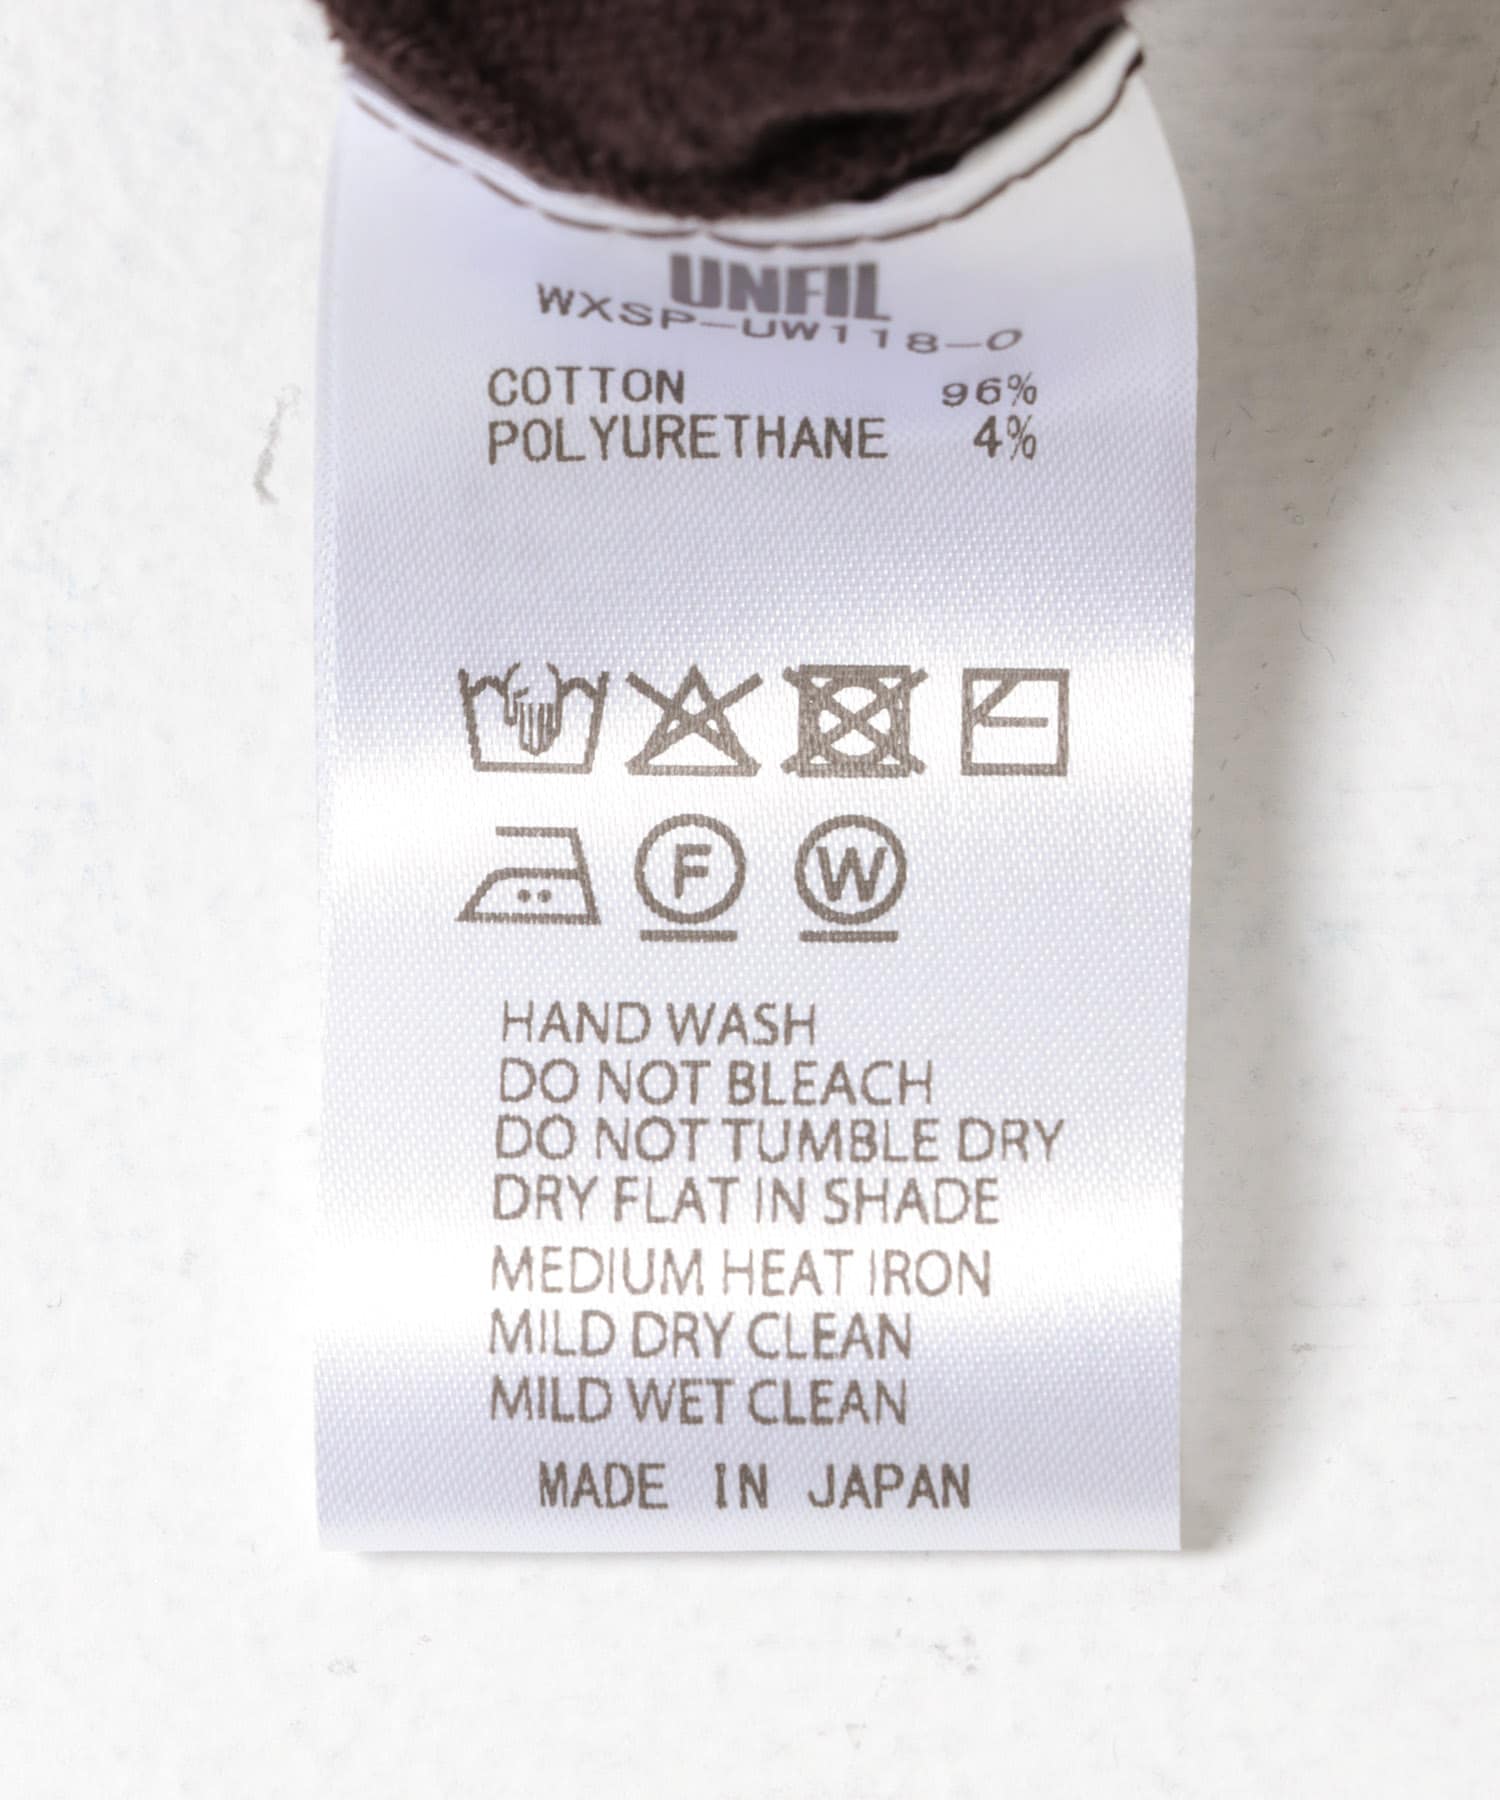 UNFIL
WXSP-UW118-0
COTTON 96%
POLYURETHANE 4%
F W
HAND WASH
DO NOT BLEACH
DO NOT TUMBLE DRY
DRY FLAT IN SHADE
MEDIUM HEAT IRON
MILD DRY CLEAN
MILD WET CLEAN
MADE IN JAPAN